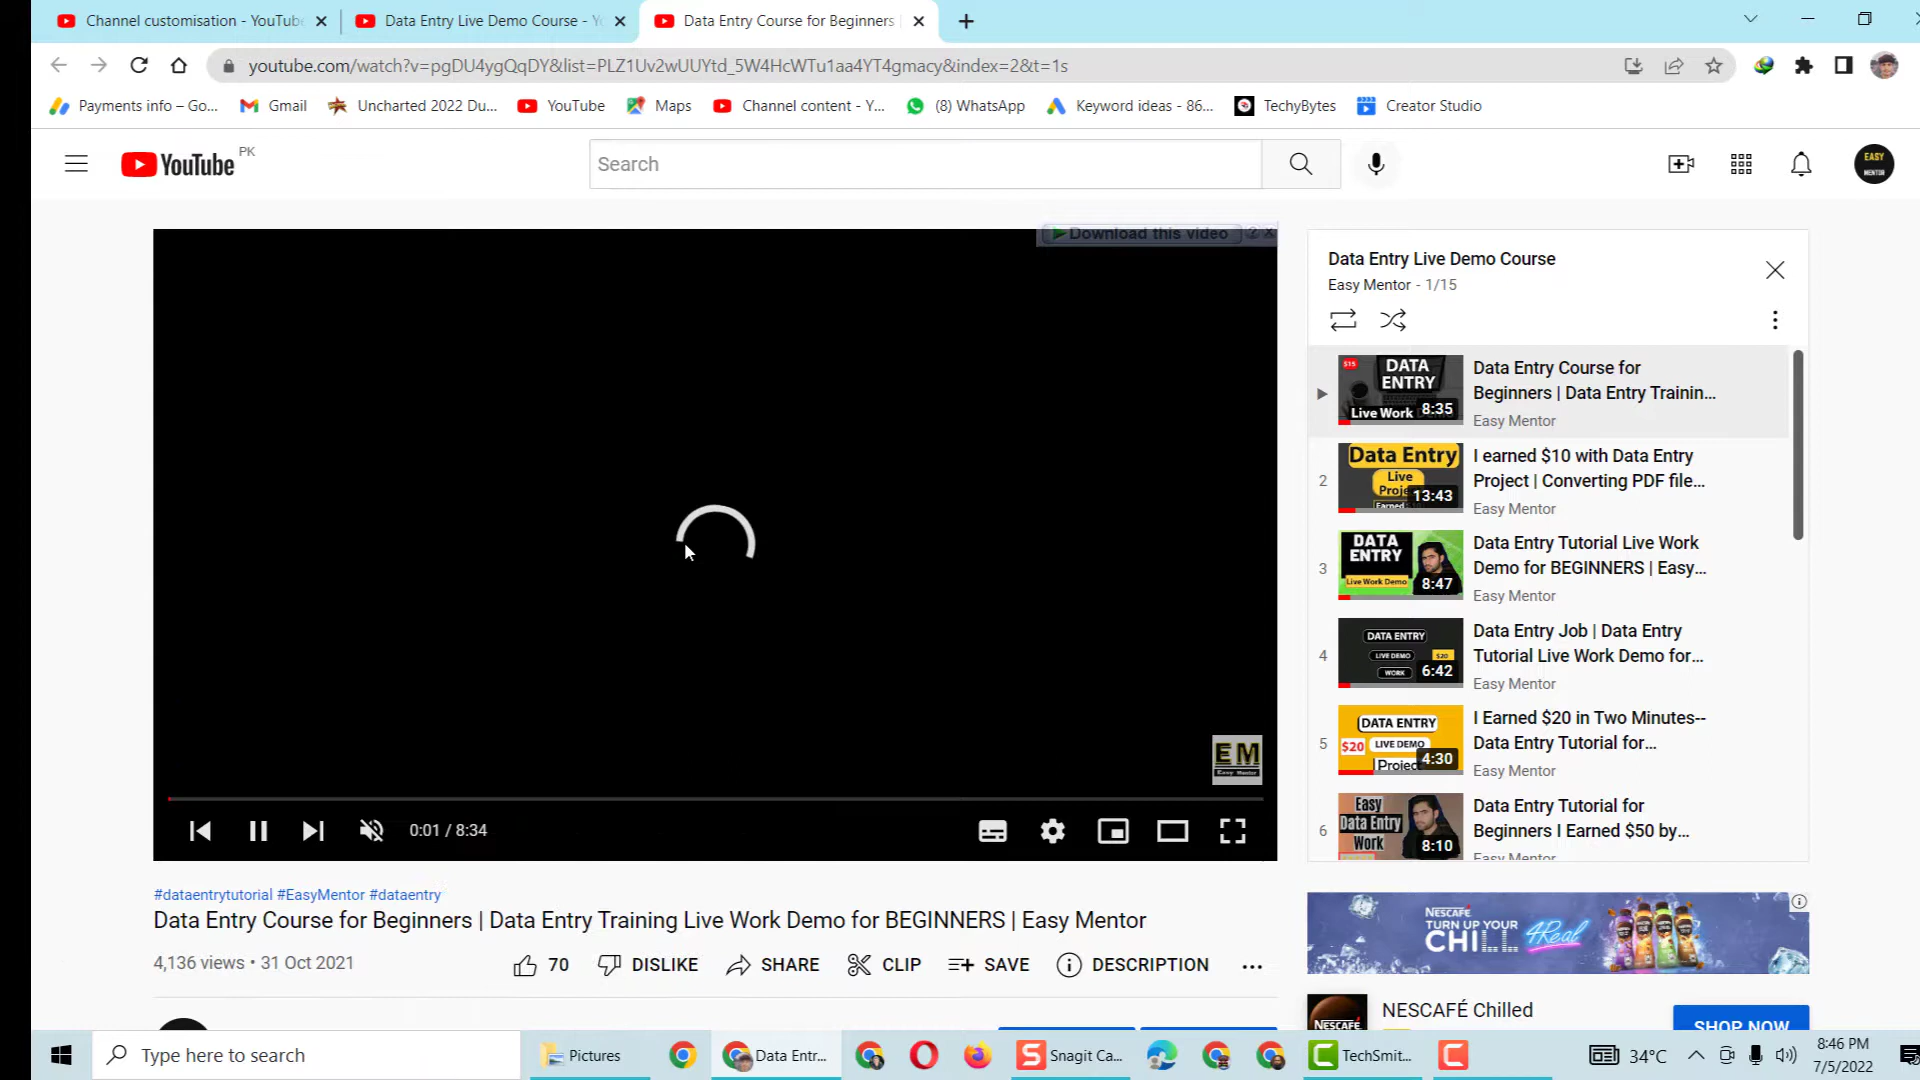 Channel customisation - YouTube
Data Entry Live Demo Course - Y
Data Entry Course for Beginners
youtube.com/watch?v=pgDU4ygQqDY&list=PLZ1Uv2wUUYtd_5W4HcWTu1aa4YT4gmacy&index=2&t=1s
Payments info – Go...
Gmail
Uncharted 2022 Du...
YouTube
Maps
Channel content - Y...
(8) WhatsApp
Keyword ideas - 86...
TechyBytes
Creator Studio
YouTube PK
Search
EASY
MENTOR
Download this video ? x
Data Entry Live Demo Course
Easy Mentor - 1/15
$15
DATA
ENTRY
Live Work
8:35
Data Entry Course for
Beginners | Data Entry Trainin...
Easy Mentor
2
Data Entry
Live
Earned
13:43
I earned $10 with Data Entry
Project | Converting PDF file...
Easy Mentor
3
DATA
ENTRY
Live Work Demo
8:47
Data Entry Tutorial Live Work
Demo for BEGINNERS | Easy...
Easy Mentor
4
DATA ENTRY
LIVE DEMO
$20
WORK
6:42
Data Entry Job | Data Entry
Tutorial Live Work Demo for...
Easy Mentor
5
DATA ENTRY
$20
LIVE DEMO
Project
4:30
I Earned $20 in Two Minutes--
Data Entry Tutorial for...
Easy Mentor
6
Easy
Data Entry
Work
8:10
Data Entry Tutorial for
Beginners I Earned $50 by...
Easy Mentor
EM
Easy Mentor
0:01 / 8:34
#dataentrytutorial #EasyMentor #dataentry
Data Entry Course for Beginners | Data Entry Training Live Work Demo for BEGINNERS | Easy Mentor
4,136 views • 31 Oct 2021
70
DISLIKE
SHARE
CLIP
SAVE
DESCRIPTION
NESCAFÉ
TURN UP YOUR
CHILL
4Real
NESCAFÉ
NESCAFÉ Chilled
SHOP NOW
Type here to search
Pictures
Data Entr...
Snagit Ca...
TechSmit...
34°C
8:46 PM
7/5/2022